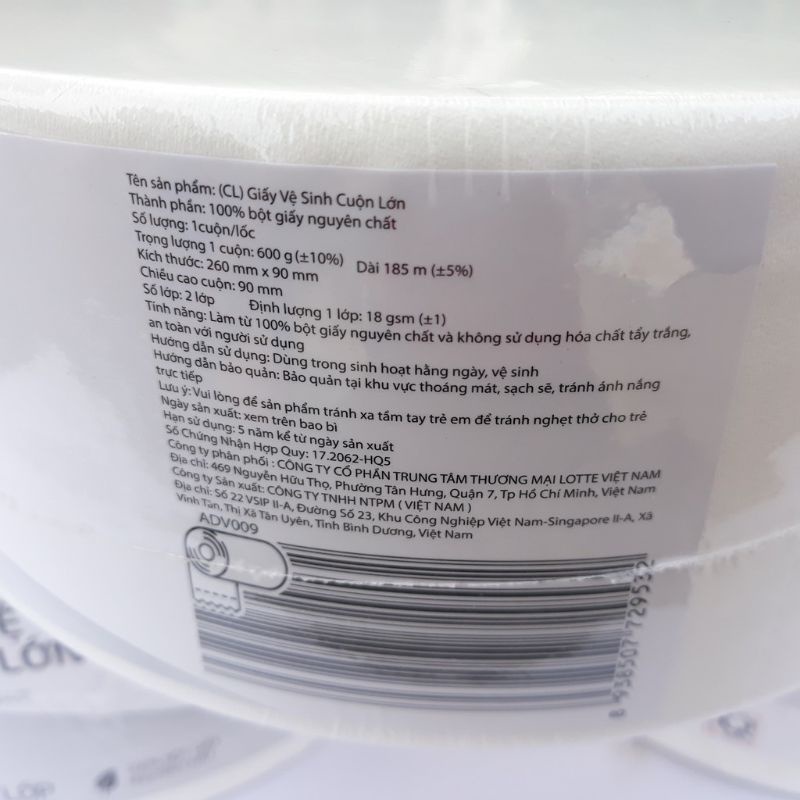 Tên sản phẩm: (CL) Giấy Vệ Sinh Cuộn Lớn
Thành phần: 100% bột giấy nguyên chất
Số lượng: 1cuộn/lốc
Trọng lượng 1 cuộn: 600 g (±10%) Dài 185 m (±5%)
Kích thước: 260 mm x 90 mm
Chiều cao cuộn: 90 mm
Số lớp: 2 lớp Định lượng 1 lớp: 18 gsm (±1)
Tính năng: Làm từ 100% bột giấy nguyên chất và không sử dụng hóa chất tẩy trắng,
an toàn với người sử dụng
Hướng dẫn sử dụng: Dùng trong sinh hoạt hằng ngày, vệ sinh
Hướng dẫn bảo quản: Bảo quản tại khu vực thoáng mát, sạch sẽ, tránh ánh nắng
trực tiếp
Lưu ý: Vui lòng để sản phẩm tránh xa tầm tay trẻ em để tránh nghẹt thở cho trẻ
Ngày sản xuất: xem trên bao bì
Hạn sử dụng: 5 năm kể từ ngày sản xuất
Số Chứng Nhận Hợp Quy: 17.2062-HQ5
Công ty phân phối : CÔNG TY CỔ PHẦN TRUNG TÂM THƯƠNG MẠI LOTTE VIỆT NAM
Địa chỉ: 469 Nguyễn Hữu Thọ, Phường Tân Hưng, Quận 7, Tp Hồ Chí Minh, Việt Nam
Công ty Sản xuất: CÔNG TY TNHH NTPM ( VIỆT NAM )
Địa chỉ: Số 22 VSIP II-A, Đường Số 23, Khu Công Nghiệp Việt Nam-Singapore II-A, Xã
Vĩnh Tân, Thị Xã Tân Uyên, Tỉnh Bình Dương, Việt Nam
ADV009
8 938507 729532
LỚN
LỚP